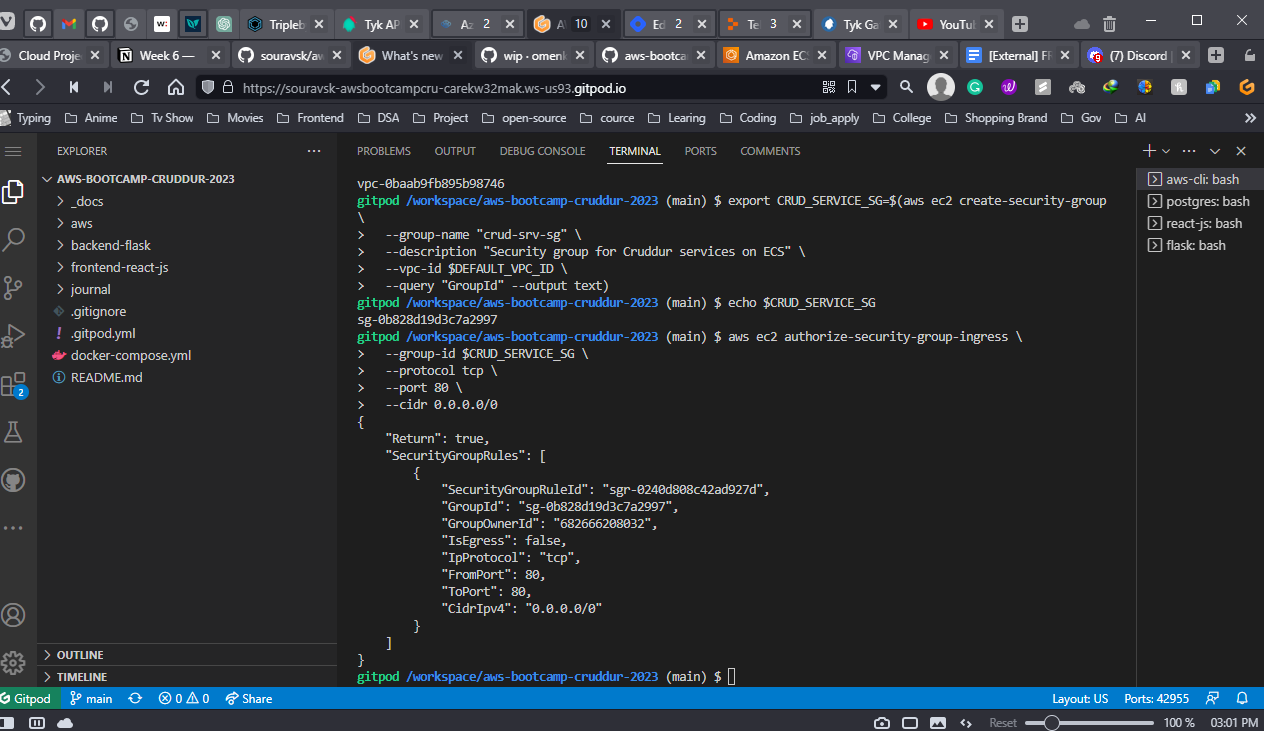 Tripleb
Tyk AP
Az 2
10
Ed 2
Te 3
Tyk Ga
YouTu
Cloud Proje
Week 6 —
souravsk/aw
What's new
wip · omenk
aws-bootca
Amazon EC
VPC Manag
[External] FF
(7) Discord
https://souravsk-awsbootcampcru-carekw32mak.ws-us93.gitpod.io
Typing
Anime
Tv Show
Movies
Frontend
DSA
Project
open-source
cource
Learing
Coding
job_apply
College
Shopping Brand
Gov
AI
EXPLORER
AWS-BOOTCAMP-CRUDDUR-2023
_docs
aws
backend-flask
frontend-react-js
journal
.gitignore
.gitpod.yml
docker-compose.yml
README.md
2
OUTLINE
TIMELINE
PROBLEMS
OUTPUT
DEBUG CONSOLE
TERMINAL
PORTS
COMMENTS
vpc-0baab9fb895b98746
gitpod /workspace/aws-bootcamp-cruddur-2023 (main) $ export CRUD_SERVICE_SG=$(aws ec2 create-security-group
\
> --group-name "crud-srv-sg" \
> --description "Security group for Cruddur services on ECS" \
> --vpc-id $DEFAULT_VPC_ID \
> --query "GroupId" --output text)
gitpod /workspace/aws-bootcamp-cruddur-2023 (main) $ echo $CRUD_SERVICE_SG
sg-0b828d19d3c7a2997
gitpod /workspace/aws-bootcamp-cruddur-2023 (main) $ aws ec2 authorize-security-group-ingress \
> --group-id $CRUD_SERVICE_SG \
> --protocol tcp \
> --port 80 \
> --cidr 0.0.0.0/0
{
"Return": true,
"SecurityGroupRules": [
{
"SecurityGroupRuleId": "sgr-0240d808c42ad927d",
"GroupId": "sg-0b828d19d3c7a2997",
"GroupOwnerId": "682666208032",
"IsEgress": false,
"IpProtocol": "tcp",
"FromPort": 80,
"ToPort": 80,
"CidrIpv4": "0.0.0.0/0"
}
]
}
gitpod /workspace/aws-bootcamp-cruddur-2023 (main) $
aws-cli: bash
postgres: bash
react-js: bash
flask: bash
Gitpod
main
0 0
Share
Layout: US
Ports: 42955
Reset
100 %
03:01 PM